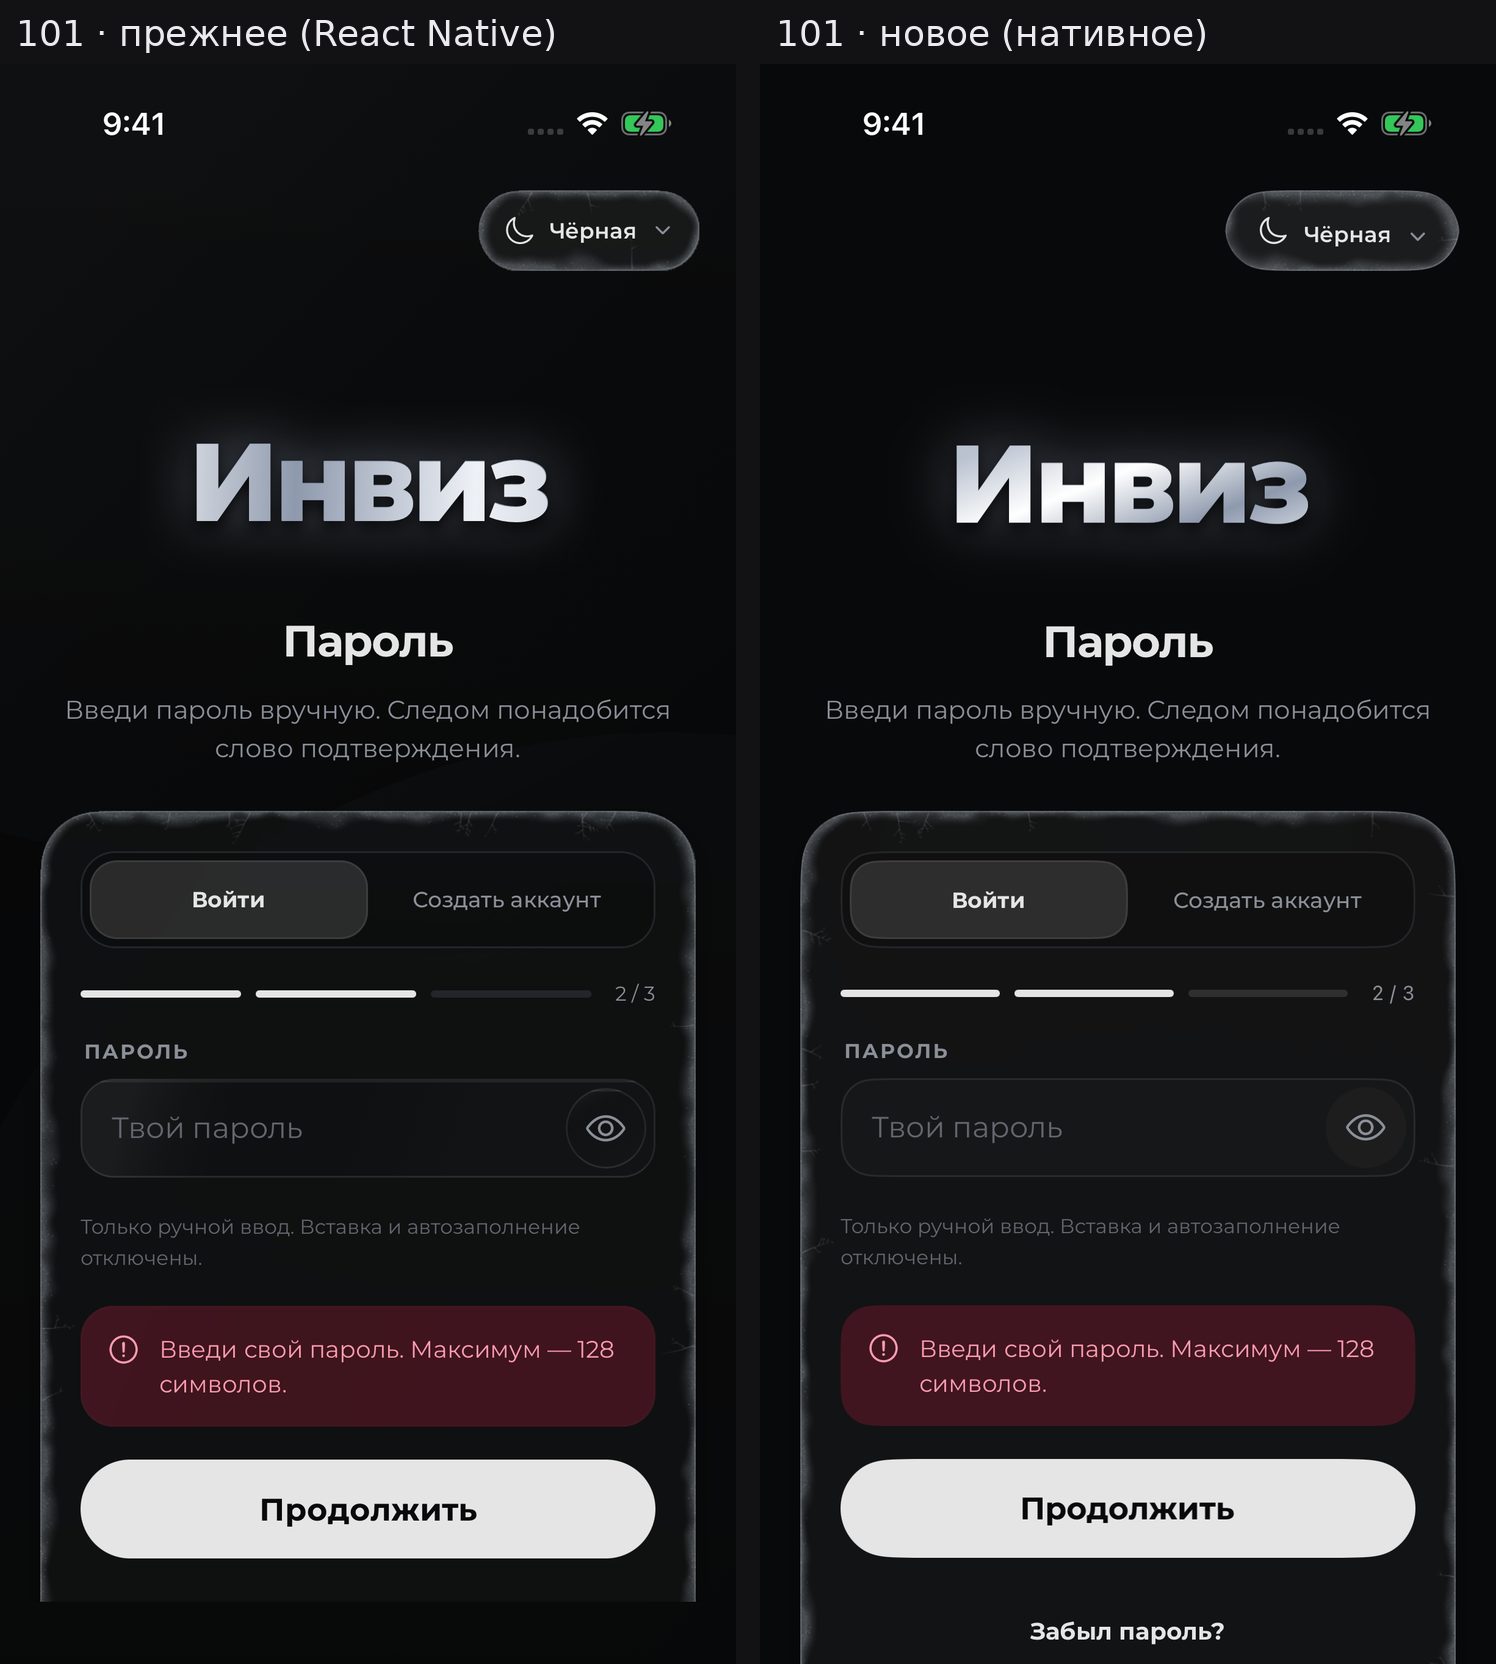 101 · прежнее (React Native)
9:41
Чёрная
Инвиз
Пароль
Введи пароль вручную. Следом понадобится
слово подтверждения.
Войти
Создать аккаунт
2 / 3
ПАРОЛЬ
Твой пароль
Только ручной ввод. Вставка и автозаполнение
отключены.
Введи свой пароль. Максимум — 128
символов.
Продолжить
101 · новое (нативное)
9:41
Чёрная
Инвиз
Пароль
Введи пароль вручную. Следом понадобится
слово подтверждения.
Войти
Создать аккаунт
2 / 3
ПАРОЛЬ
Твой пароль
Только ручной ввод. Вставка и автозаполнение
отключены.
Введи свой пароль. Максимум — 128
символов.
Продолжить
Забыл пароль?